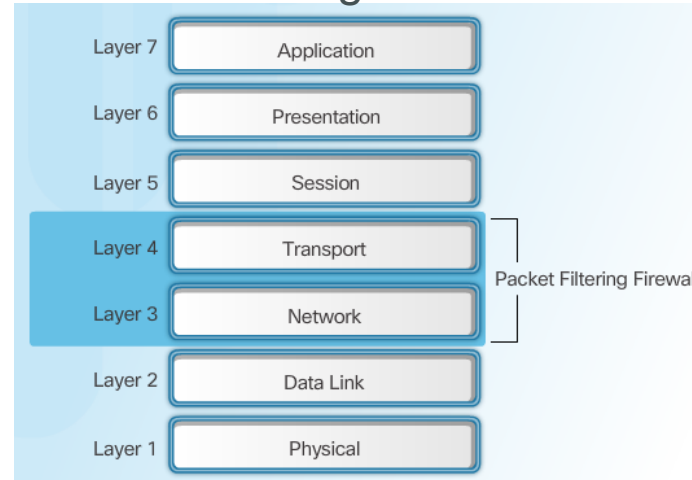 Layer 7 Application
Layer 6 Presentation
Layer 5 Session
Layer 4 Transport
Packet Filtering Firewal
Layer 3 Network
Layer 2 Data Link
Layer 1 Physical